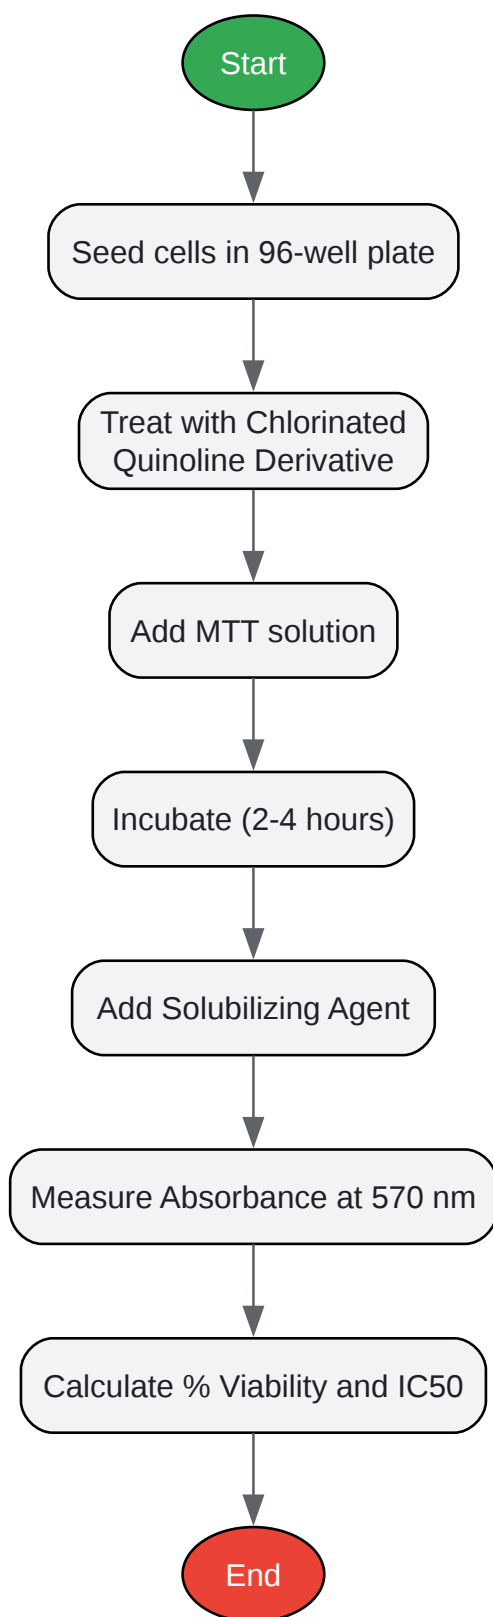 Start
Seed cells in 96-well plate
Treat with Chlorinated
Quinoline Derivative
Add MTT solution
Incubate (2-4 hours)
Add Solubilizing Agent
Measure Absorbance at 570 nm
Calculate % Viability and IC50
End